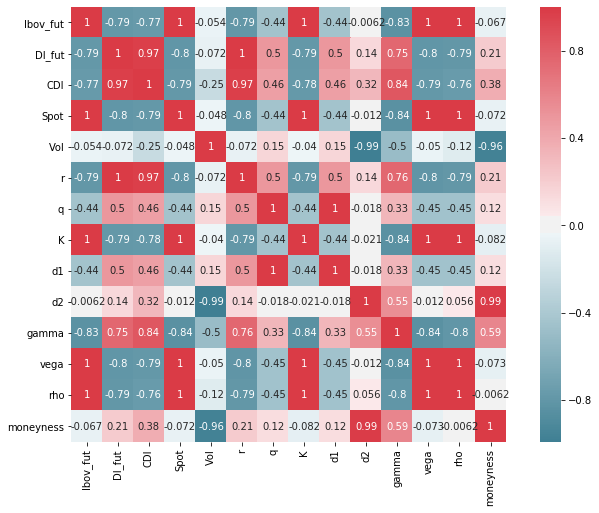 Ibov_fut 1 -0.79 -0.77 1 -0.054 -0.79 -0.44 1 -0.44 -0.0062 -0.83 1 1 -0.067
DI_fut -0.79 1 0.97 -0.8 -0.072 1 0.5 -0.79 0.5 0.14 0.75 -0.8 -0.79 0.21
CDI -0.77 0.97 1 -0.79 -0.25 0.97 0.46 -0.78 0.46 0.32 0.84 -0.79 -0.76 0.38
Spot 1 -0.8 -0.79 1 -0.048 -0.8 -0.44 1 -0.44 -0.012 -0.84 1 1 -0.072
Vol -0.054 -0.072 -0.25 -0.048 1 -0.072 0.15 -0.04 0.15 -0.99 -0.5 -0.05 -0.12 -0.96
r -0.79 1 0.97 -0.8 -0.072 1 0.5 -0.79 0.5 0.14 0.76 -0.8 -0.79 0.21
q -0.44 0.5 0.46 -0.44 0.15 0.5 1 -0.44 1 -0.018 0.33 -0.45 -0.45 0.12
K 1 -0.79 -0.78 1 -0.04 -0.79 -0.44 1 -0.44 -0.021 -0.84 1 1 -0.082
d1 -0.44 0.5 0.46 -0.44 0.15 0.5 1 -0.44 1 -0.018 0.33 -0.45 -0.45 0.12
d2 -0.0062 0.14 0.32 -0.012 -0.99 0.14 -0.018 -0.021 -0.018 1 0.55 -0.012 0.056 0.99
gamma -0.83 0.75 0.84 -0.84 -0.5 0.76 0.33 -0.84 0.33 0.55 1 -0.84 -0.8 0.59
vega 1 -0.8 -0.79 1 -0.05 -0.8 -0.45 1 -0.45 -0.012 -0.84 1 1 -0.073
rho 1 -0.79 -0.76 1 -0.12 -0.79 -0.45 1 -0.45 0.056 -0.8 1 1 -0.0062
moneyness -0.067 0.21 0.38 -0.072 -0.96 0.21 0.12 -0.082 0.12 0.99 0.59 -0.073 -0.0062 1
Ibov_fut DI_fut CDI Spot Vol r q K d1 d2 gamma vega rho moneyness
0.8
0.4
0.0
-0.4
-0.8